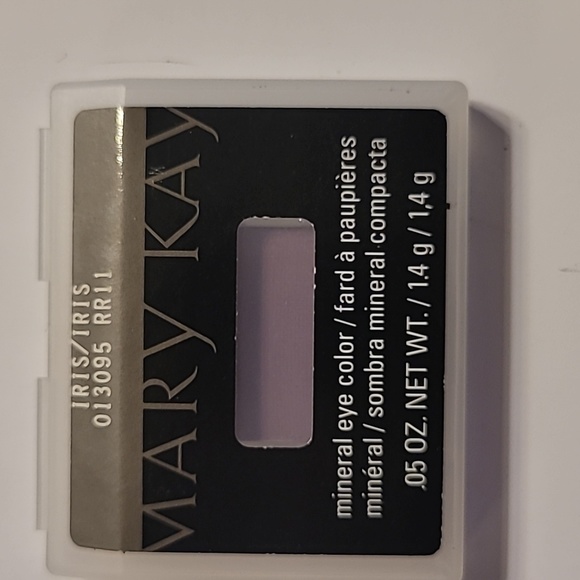 IRIS/IRIS
013095 RR11
MARY KAY
mineral eye color / fard à paupières
minéral / sombra mineral compacta
.05 OZ. NET WT. / 1.4 g / 1,4 g